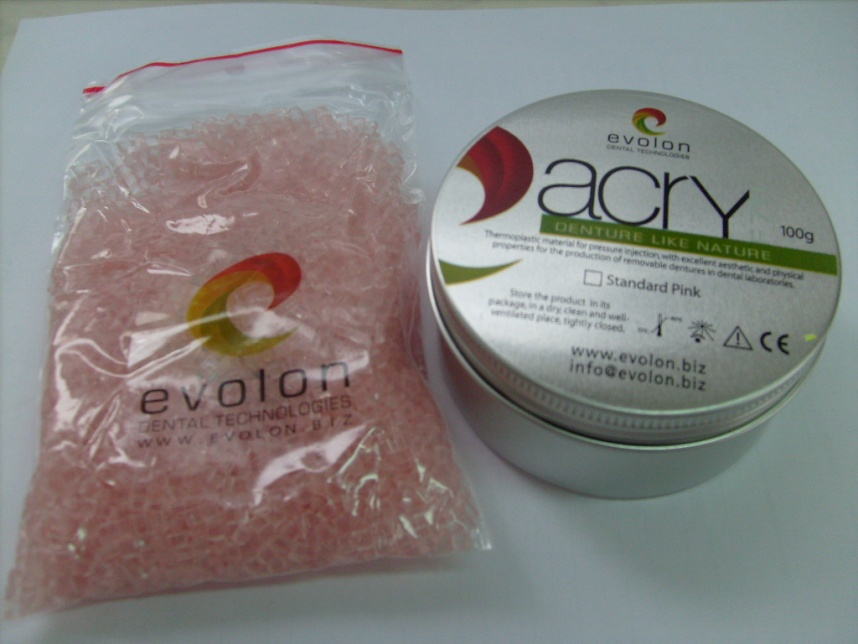 evolon
DENTAL TECHNOLOGIES
WWW.EVOLON.BIZ
evolon
DENTAL TECHNOLOGIES
acry
100g
DENTURE LIKE NATURE
Thermoplastic material for pressure injection, with excellent aesthetic and physical
properties for the production of removable dentures in dental laboratories.
Standard Pink
Store the product in its
package, in a dry, clean and well-
ventilated place, tightly closed.
CE
www.evolon.biz
info@evolon.biz